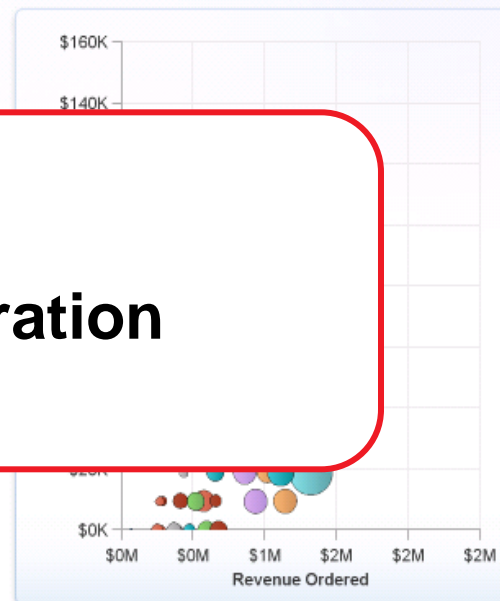 $160K
$140K
ration
$0K
$0M $0M $1M $2M $2M $2M
Revenue Ordered